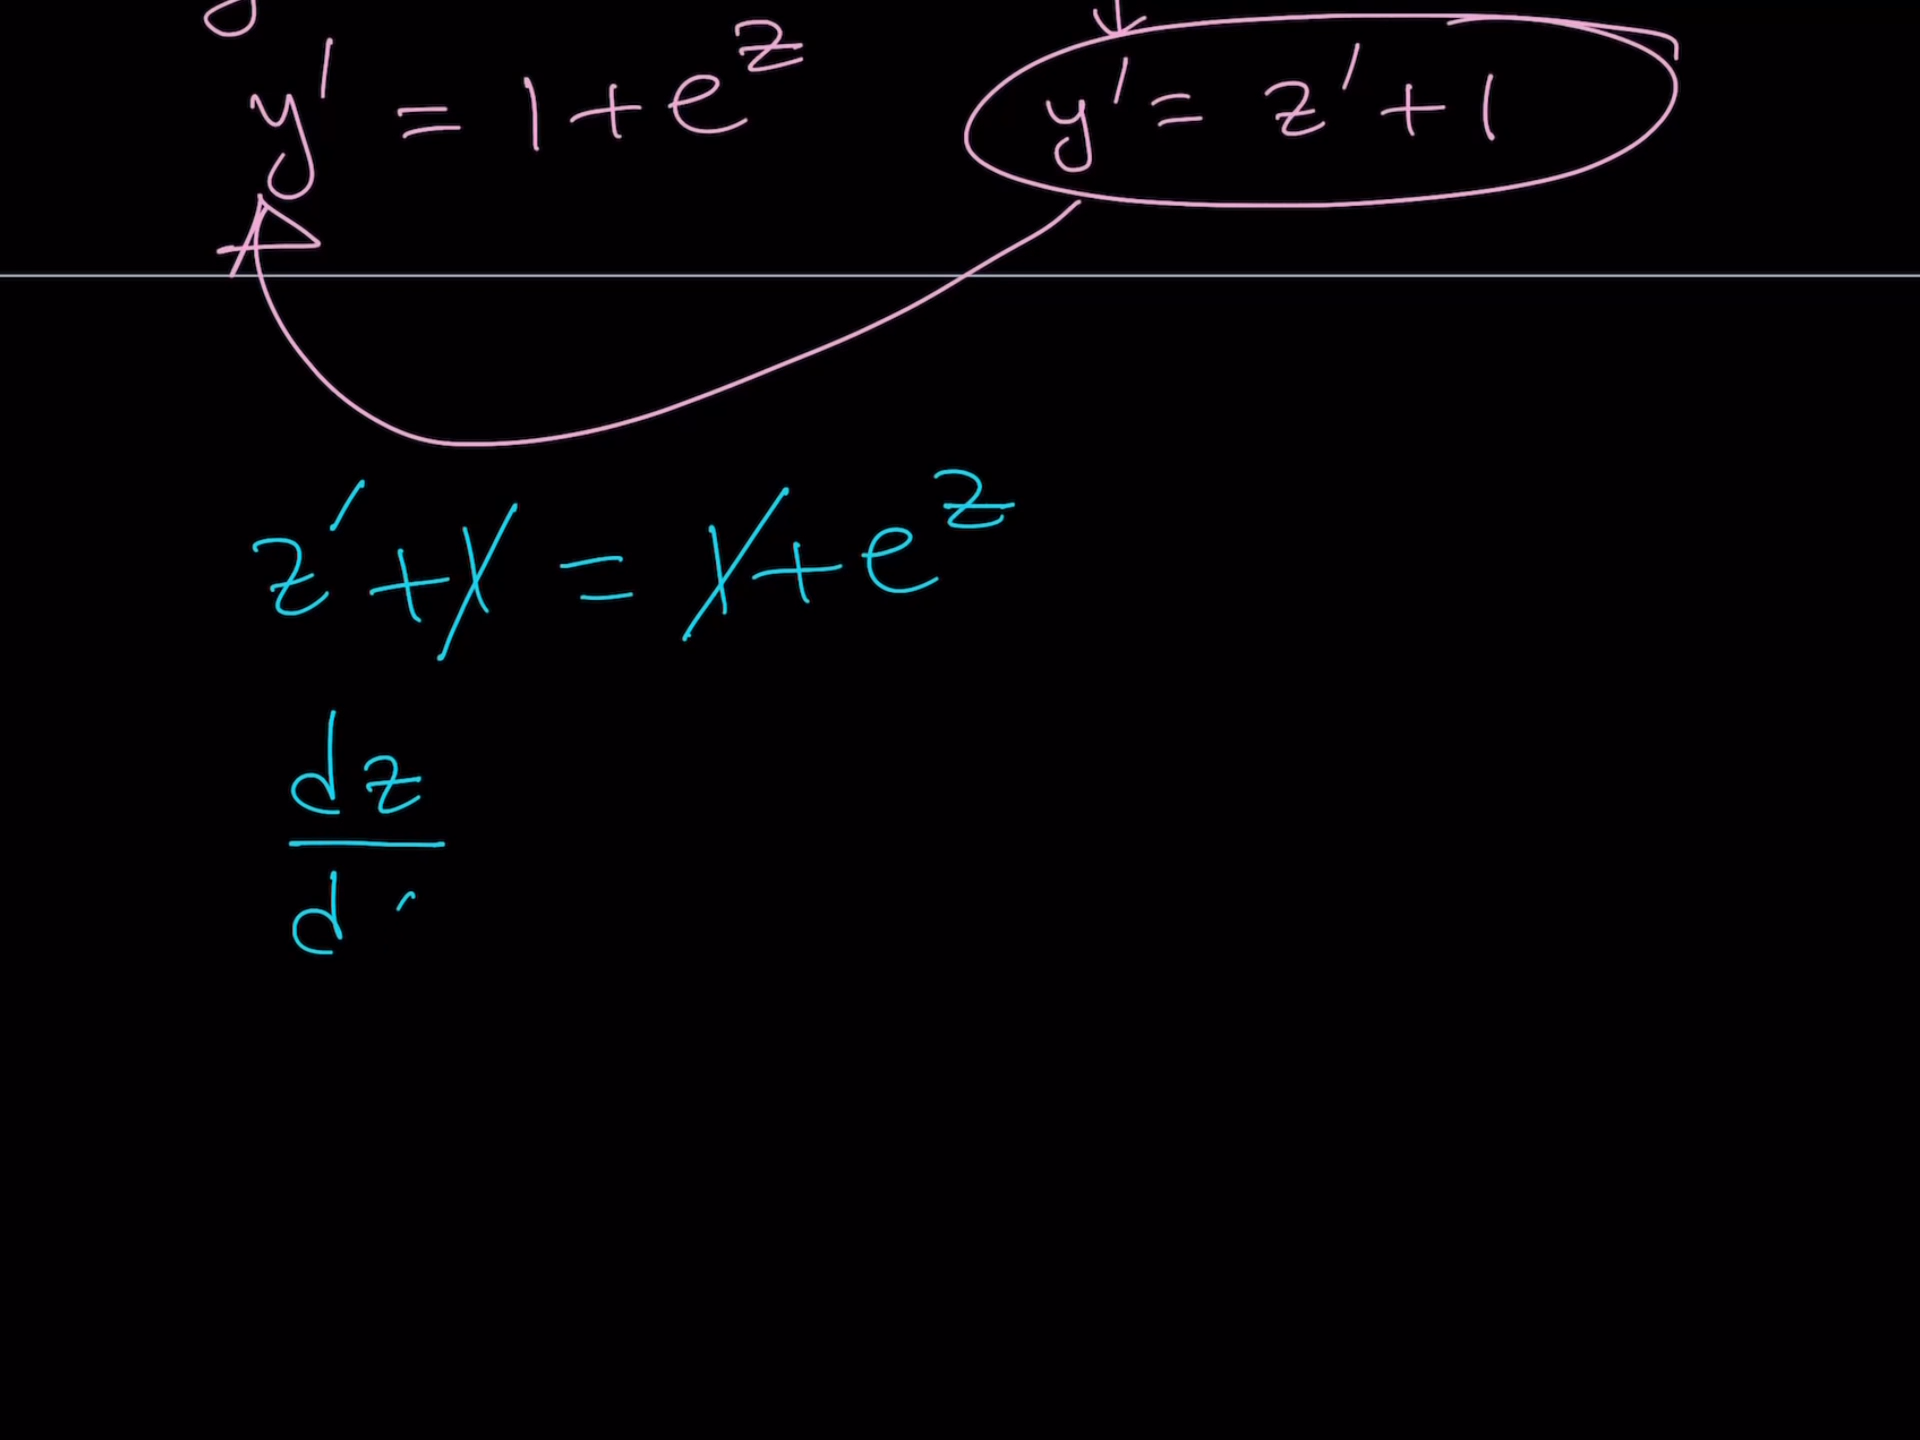 y' = 1 + e^z y' = z' + 1
z' + 1 = 1 + e^z
dz
d